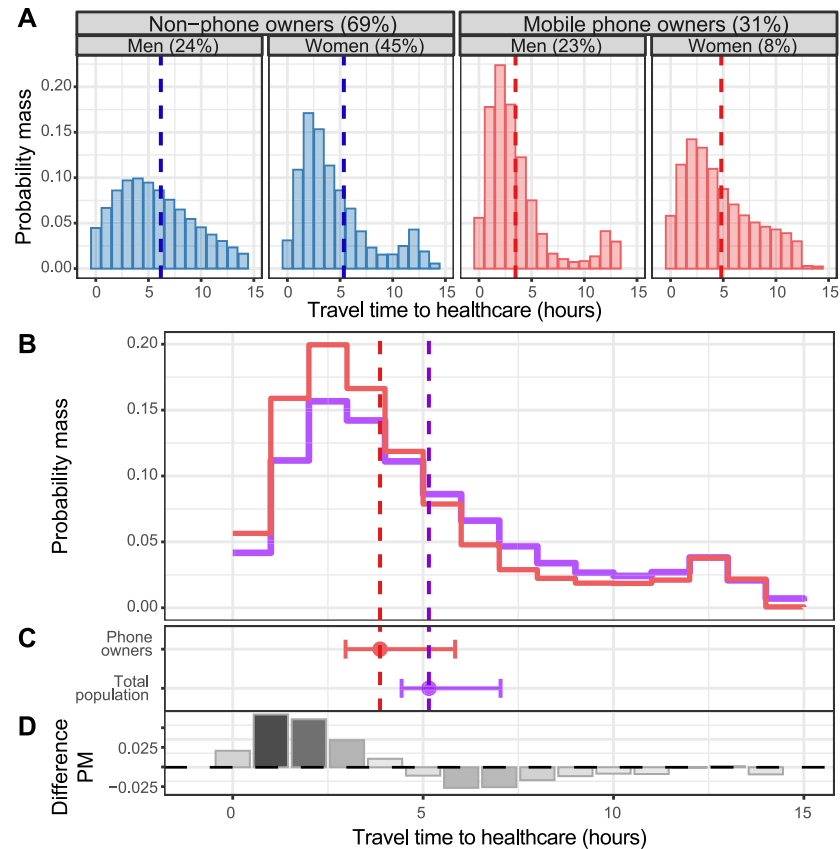 A
Non-phone owners (69%) Mobile phone owners (31%)
Men (24%) Women (45%) Men (23%) Women (8%)
Probability mass
0.20
0.15
0.10
0.05
0.00
0 5 10 15 0 5 10 15 0 5 10 15 0 5 10 15
Travel time to healthcare (hours)
B
Probability mass
0.20
0.15
0.10
0.05
0.00
C
Phone
owners
Total
population
D
Difference
PM
0.025
−0.025
0 5 10 15
Travel time to healthcare (hours)